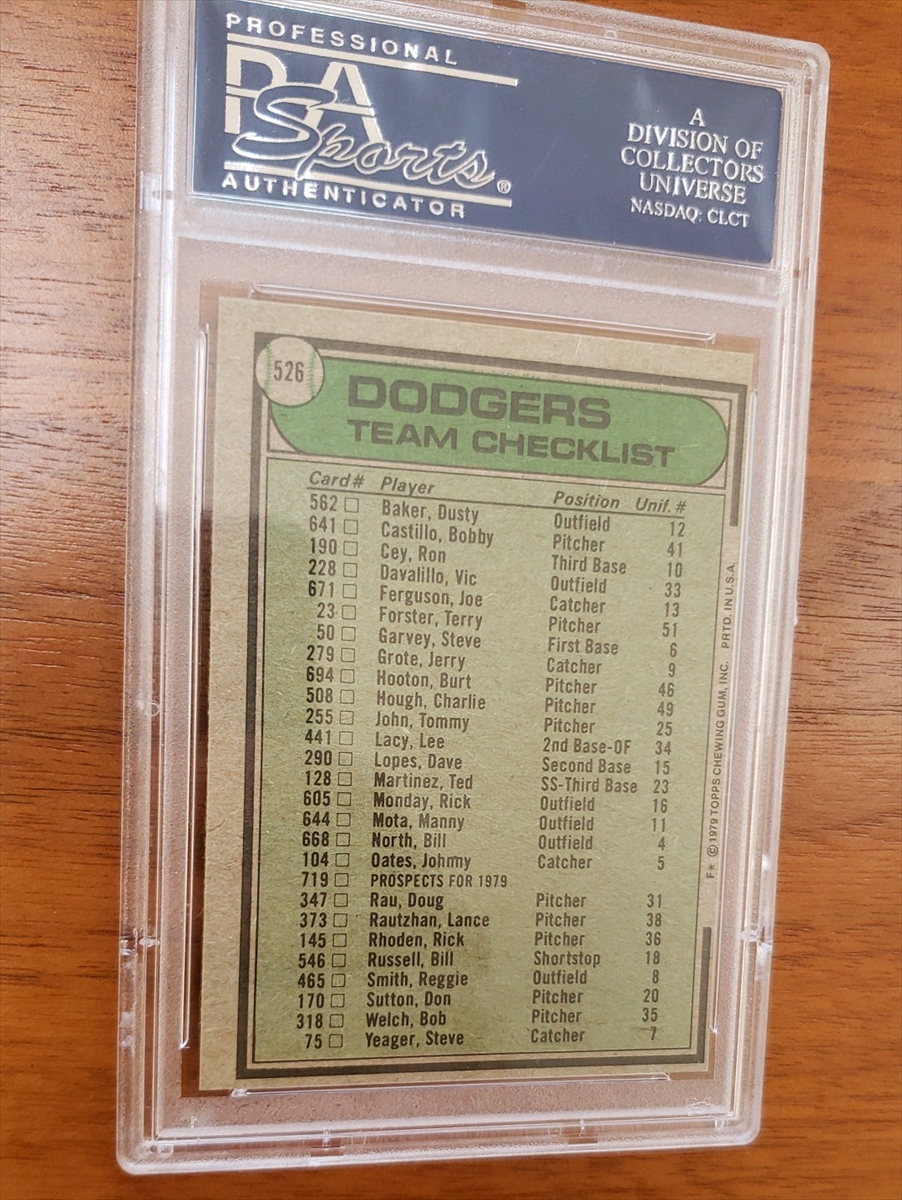 PROFESSIONAL
PSA
Sports®
AUTHENTICATOR
A
DIVISION OF
COLLECTORS
UNIVERSE
NASDAQ: CLCT
526
DODGERS
TEAM CHECKLIST
Card # Player Position Unif. #
562 Baker, Dusty Outfield 12
641 Castillo, Bobby Pitcher 41
190 Cey, Ron Third Base 10
228 Davalillo, Vic Outfield 33
671 Ferguson, Joe Catcher 13
23 Forster, Terry Pitcher 51
50 Garvey, Steve First Base 6
279 Grote, Jerry Catcher 9
694 Hooton, Burt Pitcher 46
508 Hough, Charlie Pitcher 49
255 John, Tommy Pitcher 25
441 Lacy, Lee 2nd Base-OF 34
290 Lopes, Dave Second Base 15
128 Martinez, Ted SS-Third Base 23
605 Monday, Rick Outfield 16
644 Mota, Manny Outfield 11
668 North, Bill Outfield 4
104 Oates, Johnny Catcher 5
719 PROSPECTS FOR 1979
347 Rau, Doug Pitcher 31
373 Rautzhan, Lance Pitcher 38
145 Rhoden, Rick Pitcher 36
546 Russell, Bill Shortstop 18
465 Smith, Reggie Outfield 8
170 Sutton, Don Pitcher 20
318 Welch, Bob Pitcher 35
75 Yeager, Steve Catcher 7
F* © 1979 TOPPS CHEWING GUM, INC. PRTD. IN U.S.A.